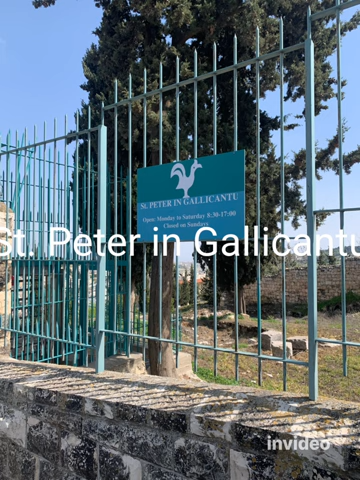 ST. PETER IN GALLICANTU
Open: Monday to Saturday 8:30-17:00
Closed on Sundays
St. Peter in Gallicantu
invideo